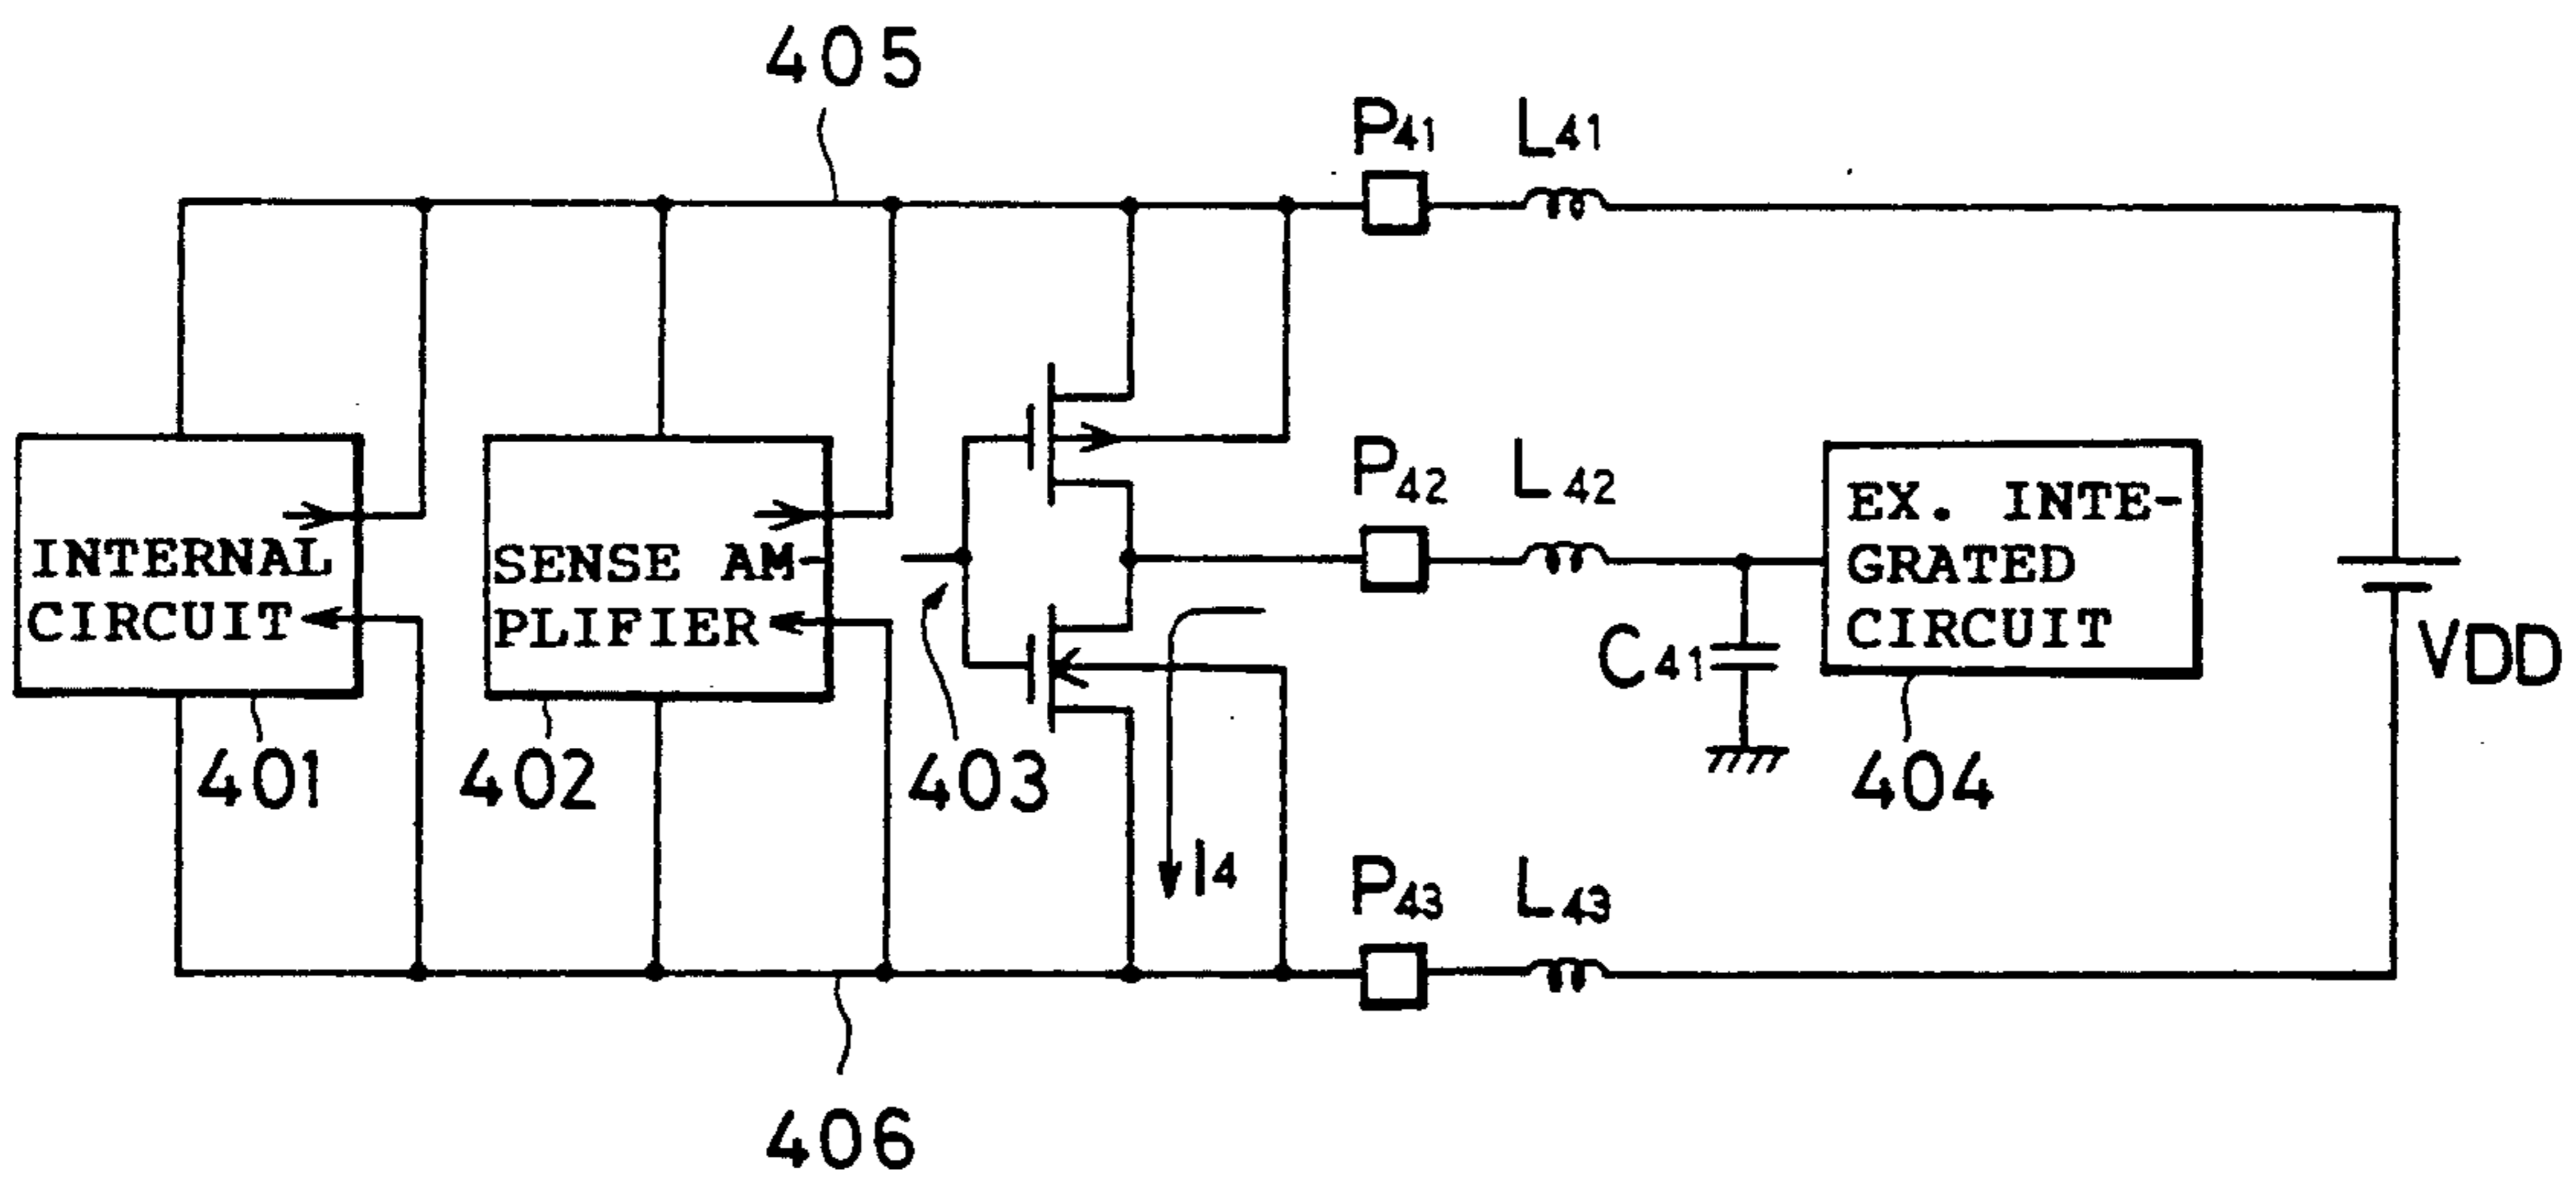 405
P41
L41
INTERNAL
CIRCUIT
401
SENSE AM-
PLIFIER
402
403
I4
P42
L42
C41
EX. INTE-
GRATED
CIRCUIT
404
VDD
P43
L43
406